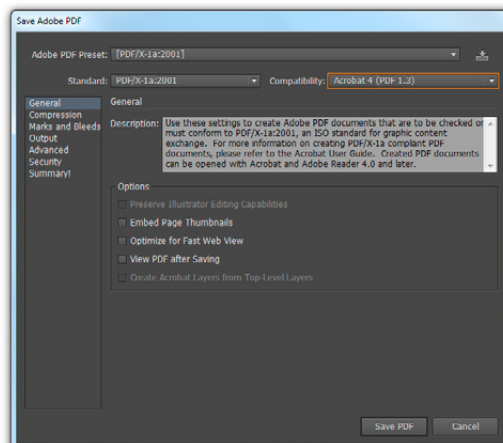 Save Adobe PDF
Adobe PDF Preset: [PDF/X-1a:2001]
Standard: PDF/X-1a:2001 Compatibility: Acrobat 4 (PDF 1.3)
General
Compression
Marks and Bleeds
Output
Advanced
Security
Summary!
General
Description: Use these settings to create Adobe PDF documents that are to be checked or
must conform to PDF/X-1a:2001, an ISO standard for graphic content
exchange. For more information on creating PDF/X-1a compliant PDF
documents, please refer to the Acrobat User Guide. Created PDF documents
can be opened with Acrobat and Adobe Reader 4.0 and later.
Options
Preserve Illustrator Editing Capabilities
Embed Page Thumbnails
Optimize for Fast Web View
View PDF after Saving
Create Acrobat Layers from Top-Level Layers
Save PDF Cancel